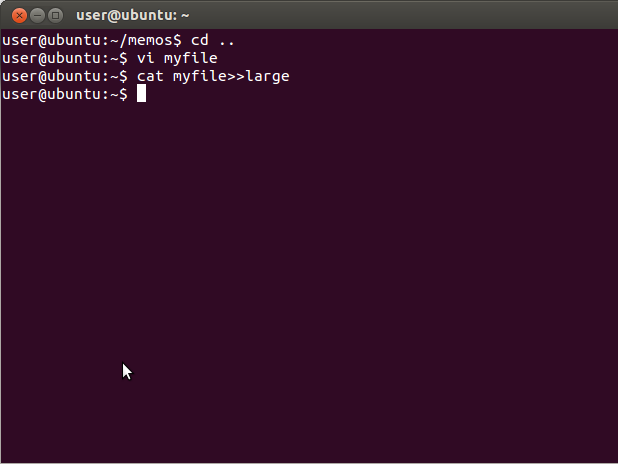 user@ubuntu: ~
user@ubuntu:~/memos$ cd ..
user@ubuntu:~$ vi myfile
user@ubuntu:~$ cat myfile>>large
user@ubuntu:~$